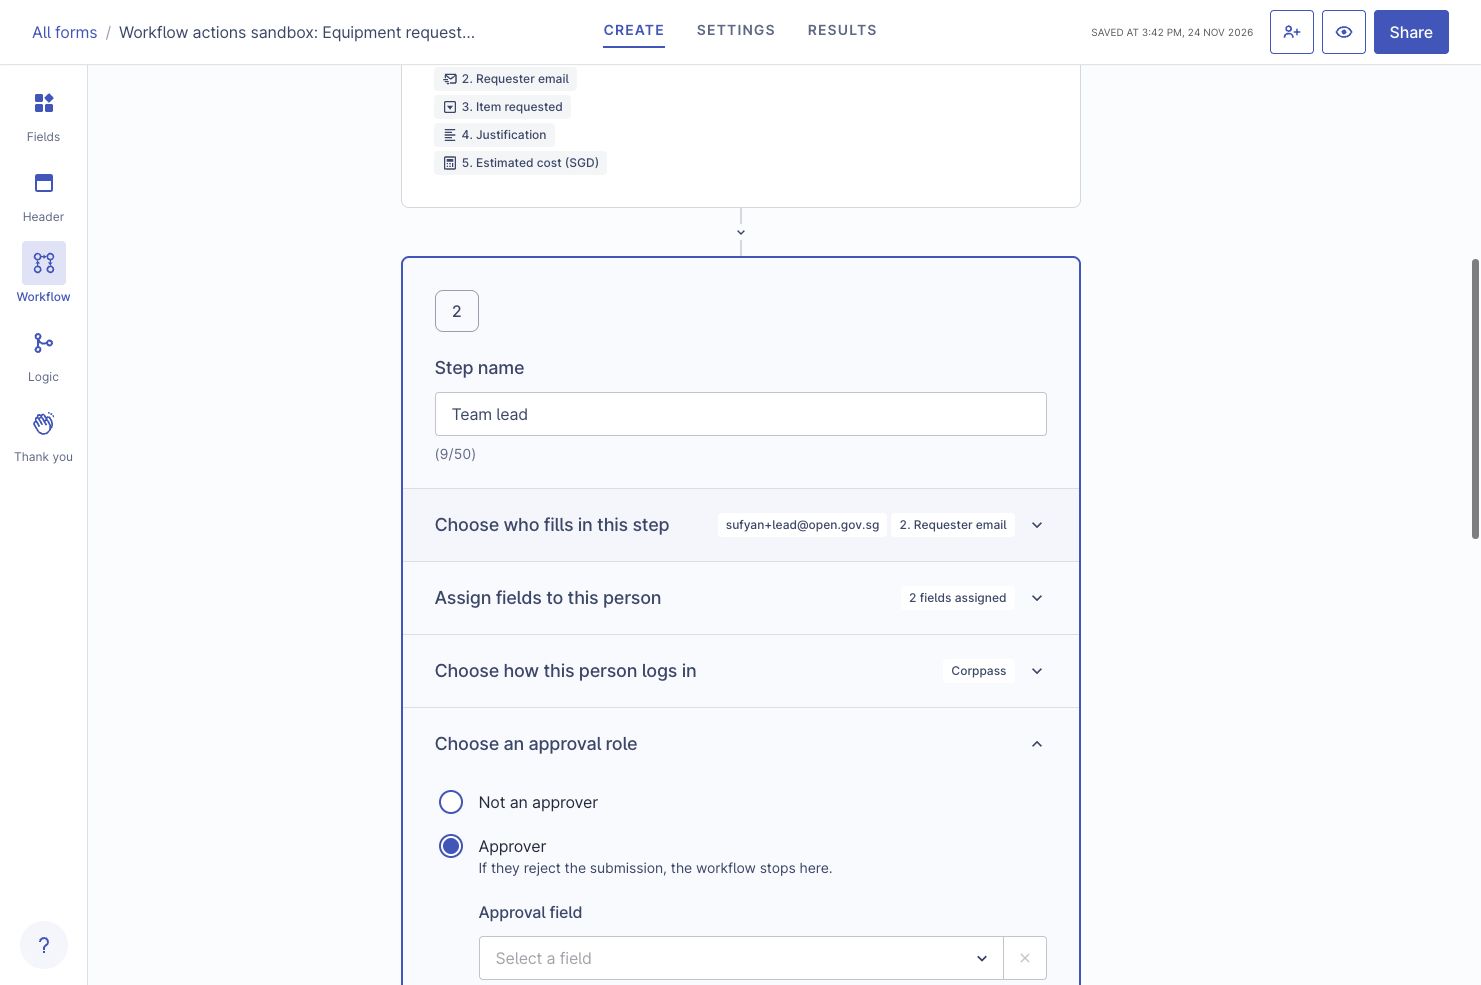 All forms / Workflow actions sandbox: Equipment request...
CREATE SETTINGS RESULTS
SAVED AT 3:42 PM, 24 NOV 2026
Share
Fields
Header
Workflow
Logic
Thank you
?
2. Requester email
3. Item requested
4. Justification
5. Estimated cost (SGD)
2
Step name
Team lead
(9/50)
Choose who fills in this step sufyan+lead@open.gov.sg 2. Requester email
Assign fields to this person 2 fields assigned
Choose how this person logs in Corppass
Choose an approval role
Not an approver
Approver
If they reject the submission, the workflow stops here.
Approval field
Select a field